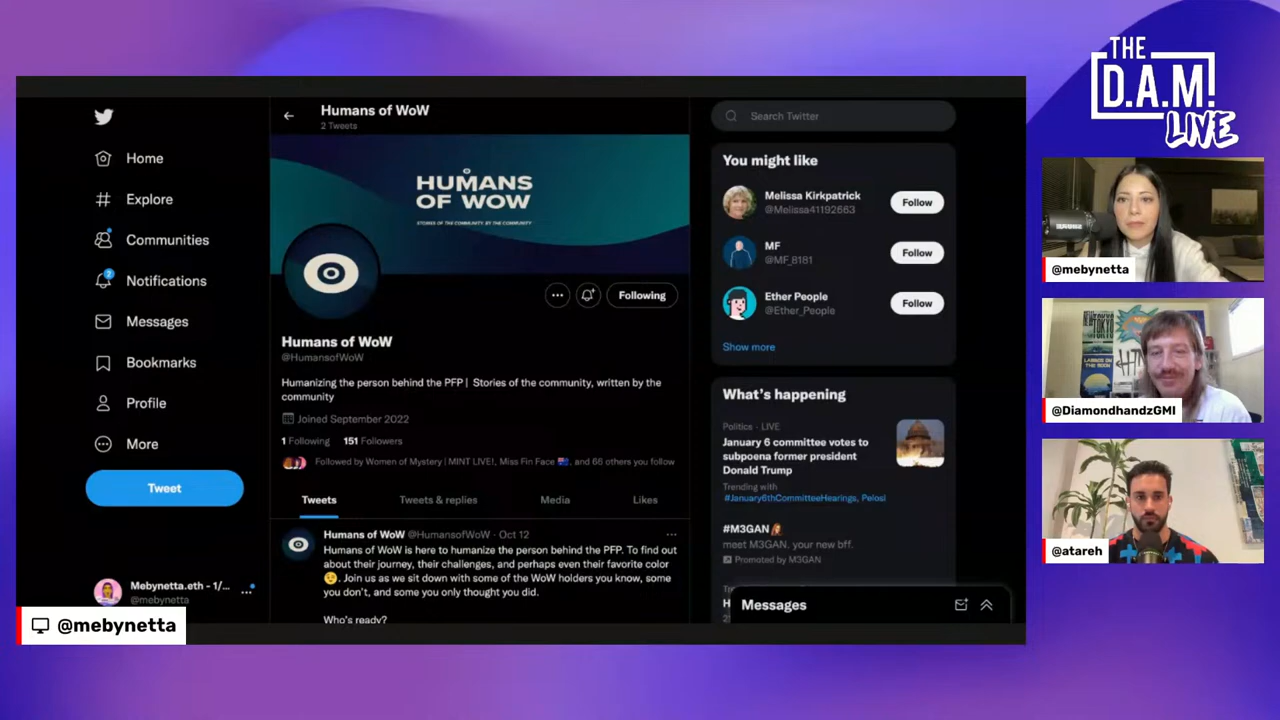 THE
D.A.M!
LIVE
Home
Explore
Communities
2
Notifications
Messages
Bookmarks
Profile
More
Tweet
Mebynetta.eth - 1/...
@mebynetta
@mebynetta
Humans of WoW
2 Tweets
HUMANS
OF WOW
STORIES OF THE COMMUNITY, BY THE COMMUNITY
Following
Humans of WoW
@HumansofWoW
Humanizing the person behind the PFP | Stories of the community, written by the
community
Joined September 2022
1 Following 151 Followers
Followed by Women of Mystery | MINT LIVE!, Miss Fin Face 🇦🇺, and 66 others you follow
Tweets Tweets & replies Media Likes
Humans of WoW @HumansofWoW · Oct 12
Humans of WoW is here to humanize the person behind the PFP. To find out
about their journey, their challenges, and perhaps even their favorite color
😉. Join us as we sit down with some of the WoW holders you know, some
you don't, and some you only thought you did.
Who's ready?
Search Twitter
You might like
Melissa Kirkpatrick
@Melissa41192663
Follow
MF
@MF_8181
Follow
Ether People
@Ether_People
Follow
Show more
What's happening
Politics · LIVE
January 6 committee votes to
subpoena former president
Donald Trump
Trending with
#January6thCommitteeHearings, Pelosi
#M3GAN
meet M3GAN. your new bff.
Promoted by M3GAN
Messages
@mebynetta
@DiamondhandzGMI
@atareh